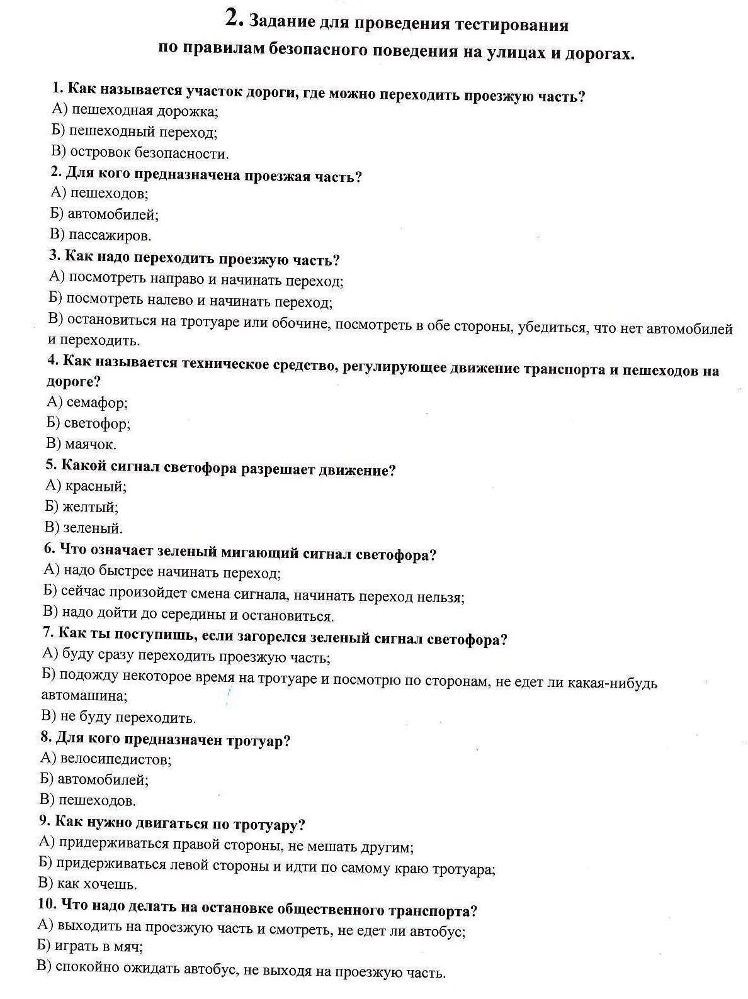 2. Задание для проведения тестирования
по правилам безопасного поведения на улицах и дорогах.
1. Как называется участок дороги, где можно переходить проезжую часть?
А) пешеходная дорожка;
Б) пешеходный переход;
В) островок безопасности.
2. Для кого предназначена проезжая часть?
А) пешеходов;
Б) автомобилей;
В) пассажиров.
3. Как надо переходить проезжую часть?
А) посмотреть направо и начинать переход;
Б) посмотреть налево и начинать переход;
В) остановиться на тротуаре или обочине, посмотреть в обе стороны, убедиться, что нет автомобилей
и переходить.
4. Как называется техническое средство, регулирующее движение транспорта и пешеходов на
дороге?
А) семафор;
Б) светофор;
В) маячок.
5. Какой сигнал светофора разрешает движение?
А) красный;
Б) желтый;
В) зеленый.
6. Что означает зеленый мигающий сигнал светофора?
А) надо быстрее начинать переход;
Б) сейчас произойдет смена сигнала, начинать переход нельзя;
В) надо дойти до середины и остановиться.
7. Как ты поступишь, если загорелся зеленый сигнал светофора?
А) буду сразу переходить проезжую часть;
Б) подожду некоторое время на тротуаре и посмотрю по сторонам, не едет ли какая-нибудь
автомашина;
В) не буду переходить.
8. Для кого предназначен тротуар?
А) велосипедистов;
Б) автомобилей;
В) пешеходов.
9. Как нужно двигаться по тротуару?
А) придерживаться правой стороны, не мешать другим;
Б) придерживаться левой стороны и идти по самому краю тротуара;
В) как хочешь.
10. Что надо делать на остановке общественного транспорта?
А) выходить на проезжую часть и смотреть, не едет ли автобус;
Б) играть в мяч;
В) спокойно ожидать автобус, не выходя на проезжую часть.